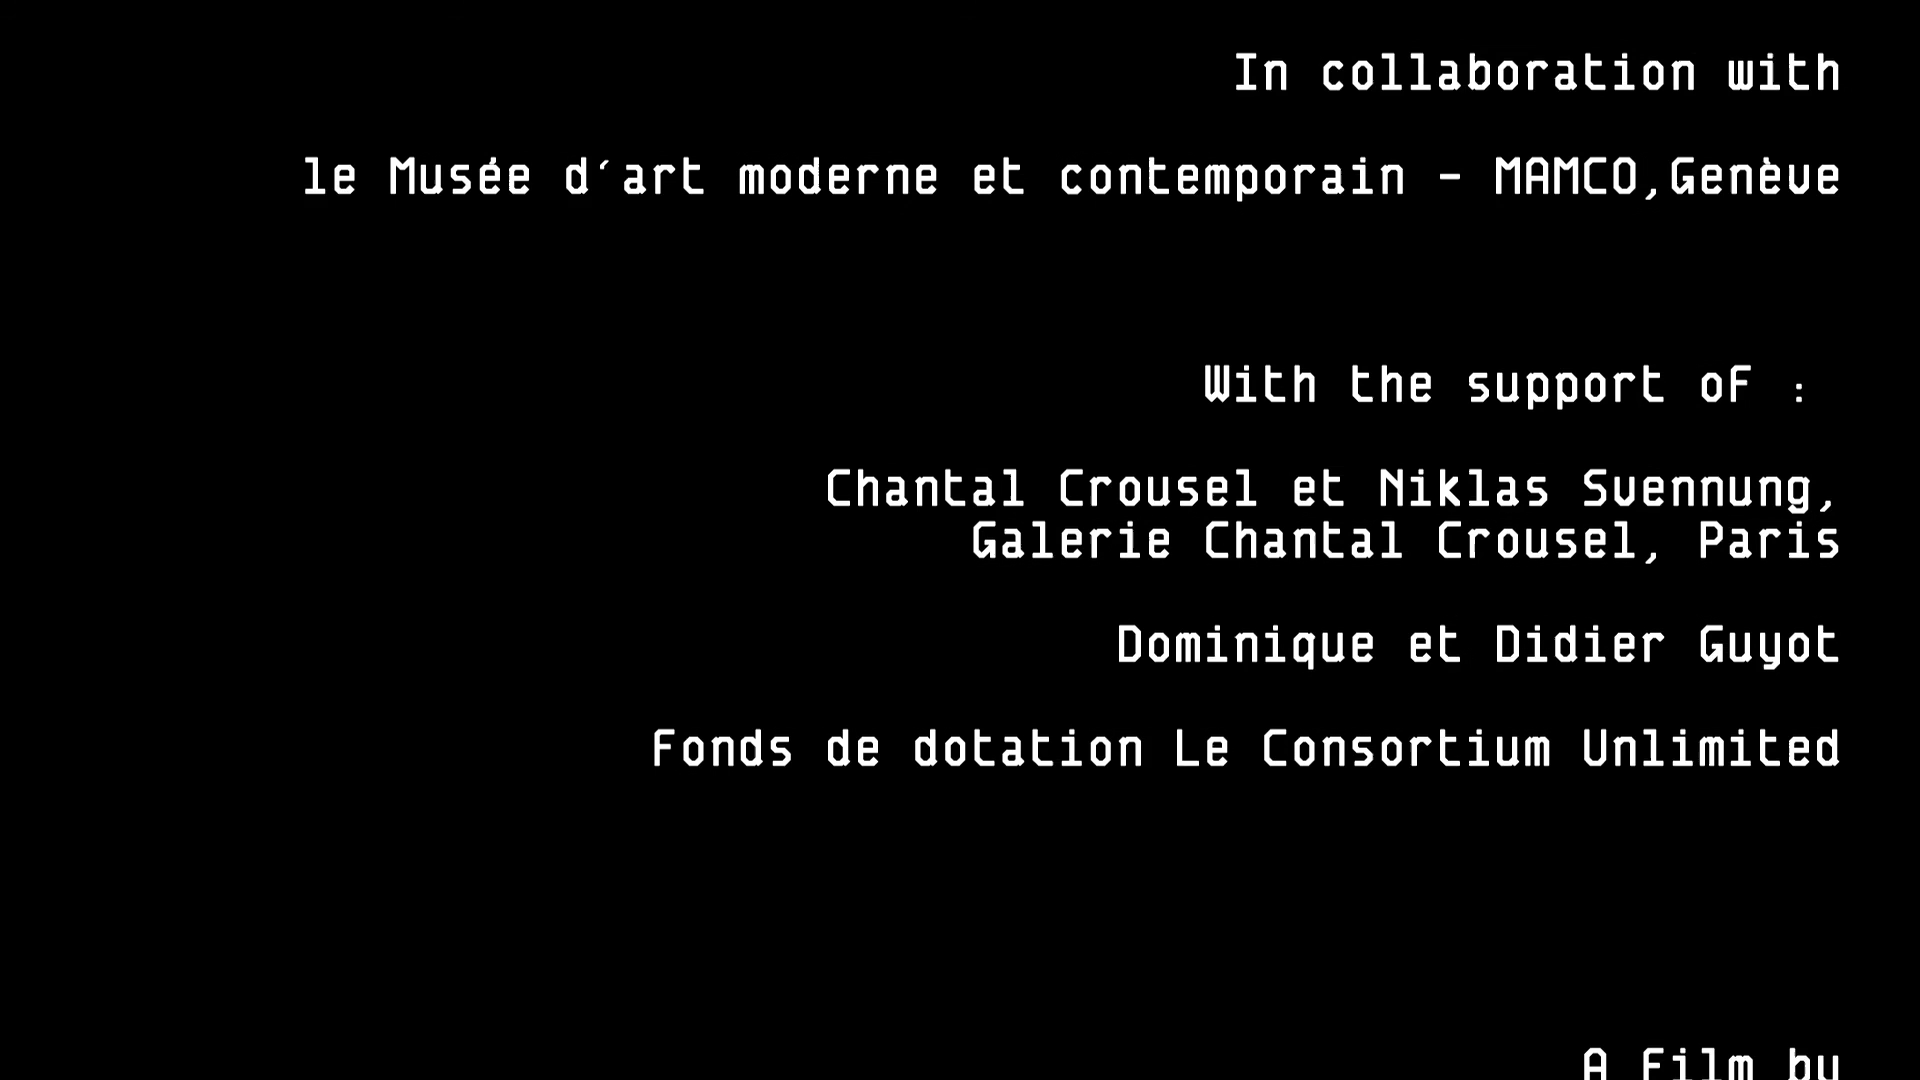 In collaboration with
le Musée d'art moderne et contemporain - MAMCO,Genève
With the support of :
Chantal Crousel et Niklas Svennung,
Galerie Chantal Crousel, Paris
Dominique et Didier Guyot
Fonds de dotation Le Consortium Unlimited
A film by